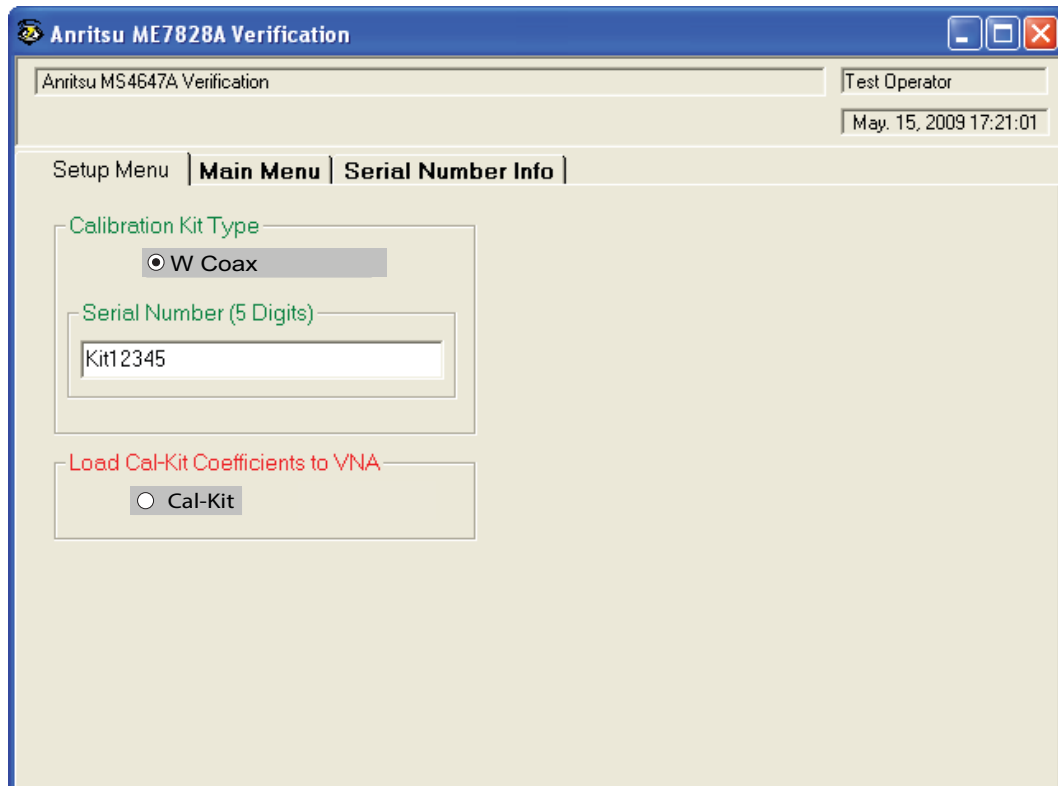 Anritsu ME7828A Verification
Anritsu MS4647A Verification
Test Operator
May. 15, 2009 17:21:01
Setup Menu
Main Menu
Serial Number Info
Calibration Kit Type
W Coax
Serial Number (5 Digits)
Kit12345
Load Cal-Kit Coefficients to VNA
Cal-Kit